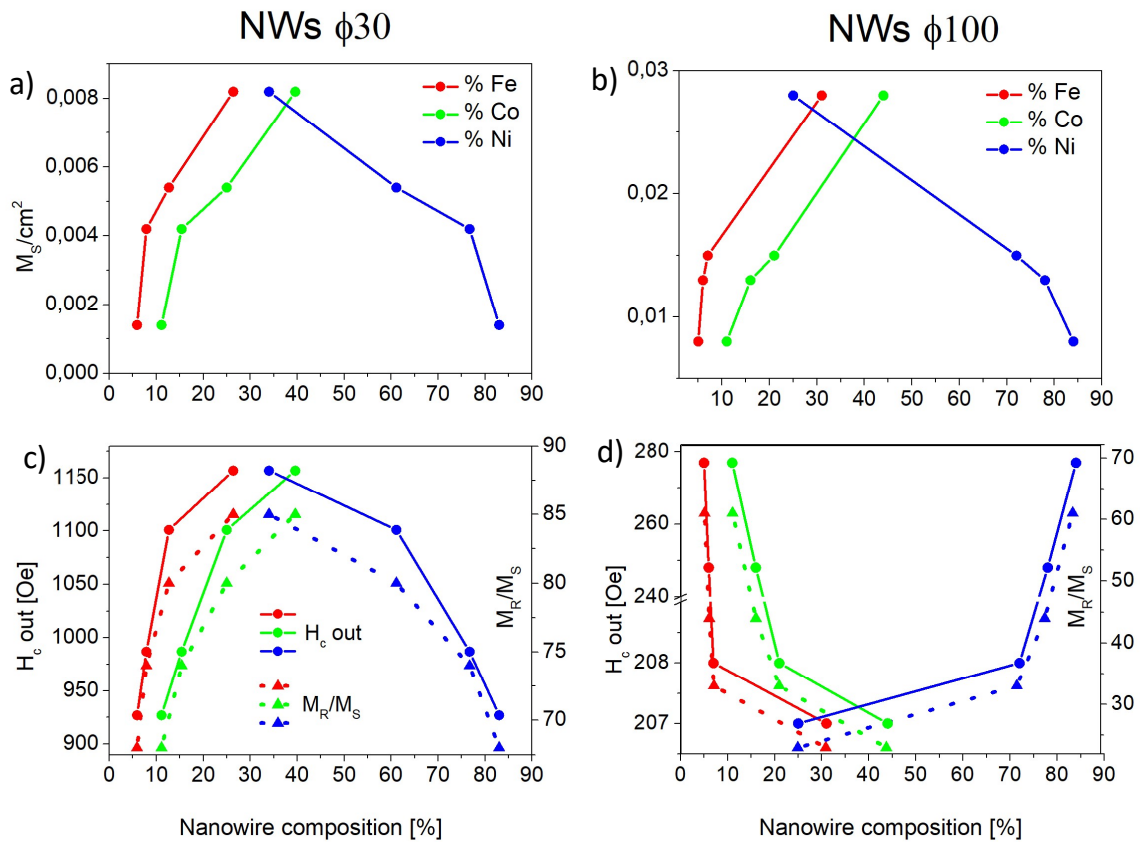 NWs ϕ30
NWs ϕ100
a)
0,008
0,006
0,004
0,002
0,000
M_S/cm²
% Fe
% Co
% Ni
0 10 20 30 40 50 60 70 80 90
b)
0,03
0,02
0,01
% Fe
% Co
% Ni
0 10 20 30 40 50 60 70 80 90
c)
1150
1100
1050
1000
950
900
H_c out [Oe]
H_c out
M_R/M_S
90
85
80
75
70
M_R/M_S
0 10 20 30 40 50 60 70 80 90
Nanowire composition [%]
d)
280
260
240
208
207
H_c out [Oe]
70
60
50
40
30
M_R/M_S
0 10 20 30 40 50 60 70 80 90
Nanowire composition [%]